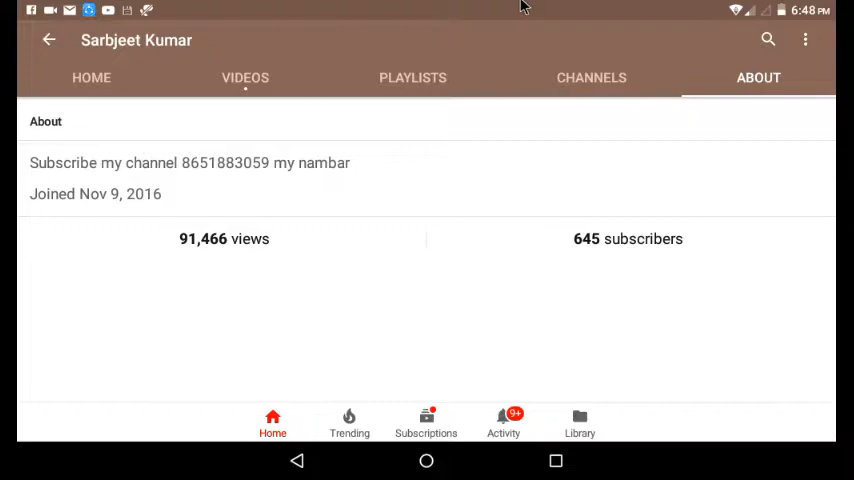 6:48 PM
Sarbjeet Kumar
HOME VIDEOS PLAYLISTS CHANNELS ABOUT
About
Subscribe my channel 8651883059 my nambar
Joined Nov 9, 2016
91,466 views 645 subscribers
9+
Home Trending Subscriptions Activity Library